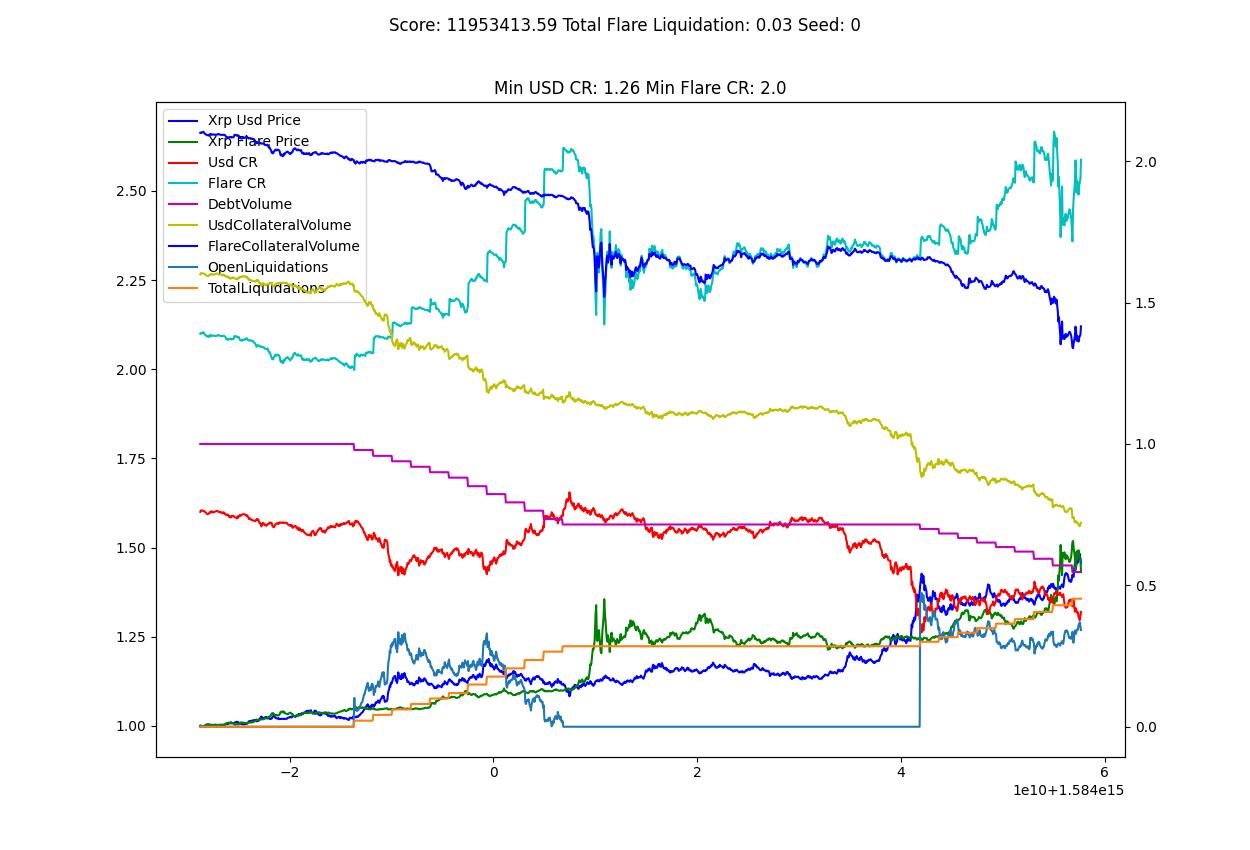 Score: 11953413.59 Total Flare Liquidation: 0.03 Seed: 0
Min USD CR: 1.26 Min Flare CR: 2.0
Xrp Usd Price
Xrp Flare Price
Usd CR
Flare CR
DebtVolume
UsdCollateralVolume
FlareCollateralVolume
OpenLiquidations
TotalLiquidations
2.50
2.25
2.00
1.75
1.50
1.25
1.00
2.0
1.5
1.0
0.5
0.0
−2
0
2
4
6
1e10+1.584e15